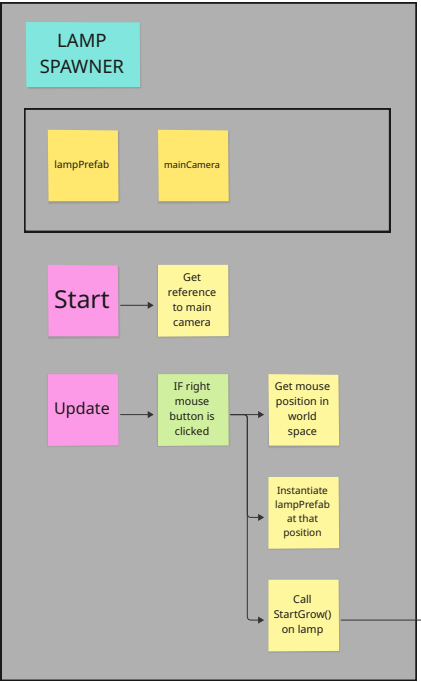 LAMP
SPAWNER
lampPrefab
mainCamera
Start
Get
reference
to main
camera
Update
IF right
mouse
button is
clicked
Get mouse
position in
world
space
Instantiate
lampPrefab
at that
position
Call
StartGrow()
on lamp